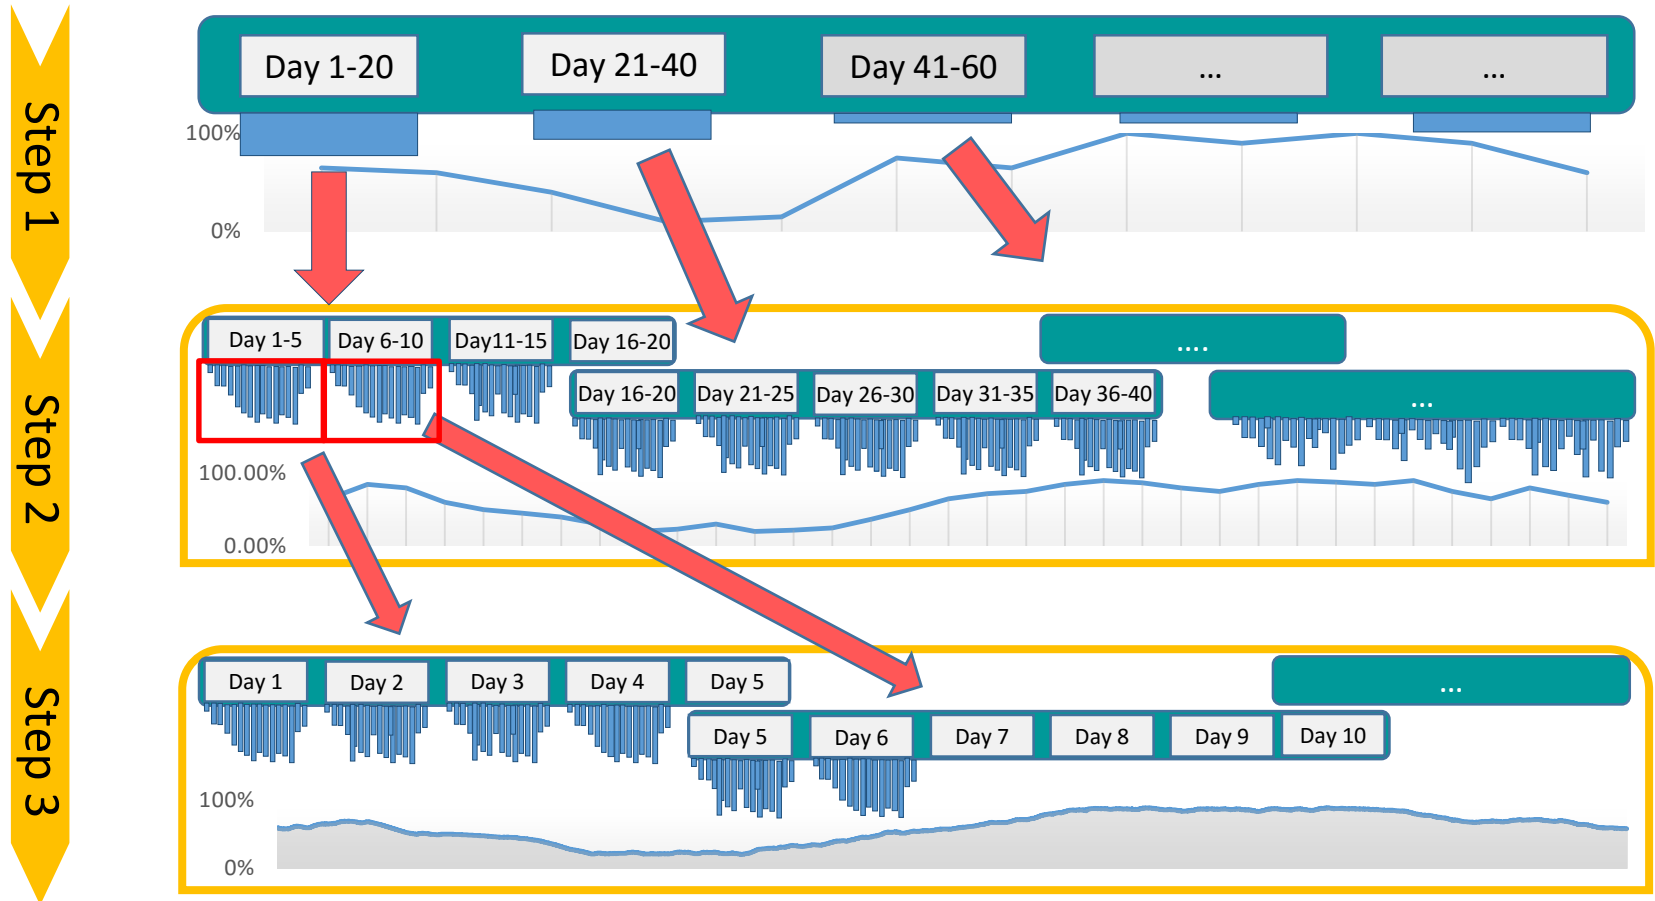 Step 1
Day 1-20
Day 21-40
Day 41-60
...
...
100%
0%
Step 2
Day 1-5
Day 6-10
Day11-15
Day 16-20
....
Day 16-20
Day 21-25
Day 26-30
Day 31-35
Day 36-40
...
100.00%
0.00%
Step 3
Day 1
Day 2
Day 3
Day 4
Day 5
...
Day 5
Day 6
Day 7
Day 8
Day 9
Day 10
100%
0%